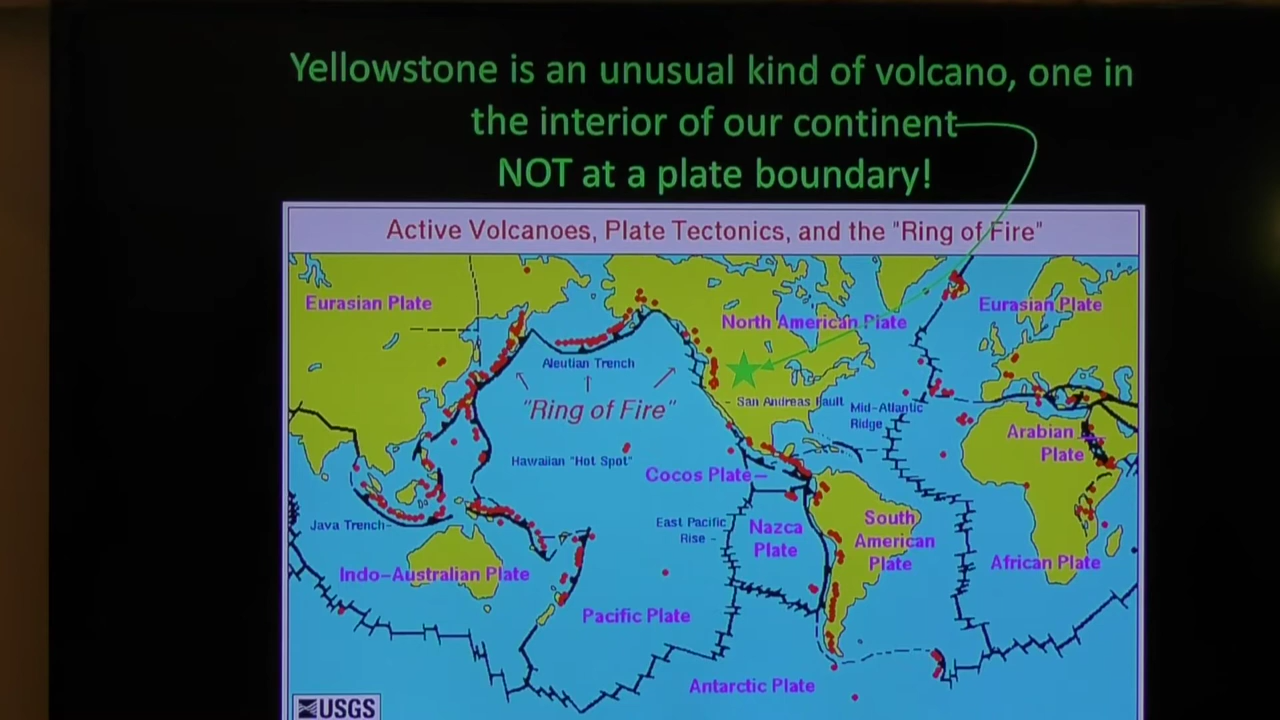 Yellowstone is an unusual kind of volcano, one in
the interior of our continent
NOT at a plate boundary!
Active Volcanoes, Plate Tectonics, and the "Ring of Fire"
Eurasian Plate
North American Plate
Eurasian Plate
Aleutian Trench
"Ring of Fire"
San Andreas Fault
Mid-Atlantic
Ridge
Arabian
Plate
Hawaiian "Hot Spot"
Cocos Plate
Java Trench
East Pacific
Rise
Nazca
Plate
South
American
Plate
Indo-Australian Plate
African Plate
Pacific Plate
Antarctic Plate
USGS